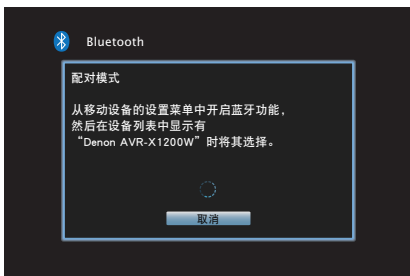 Bluetooth
配对模式
从移动设备的设置菜单中开启蓝牙功能，
然后在设备列表中显示有
“Denon AVR-X1200W”时将其选择。
取消